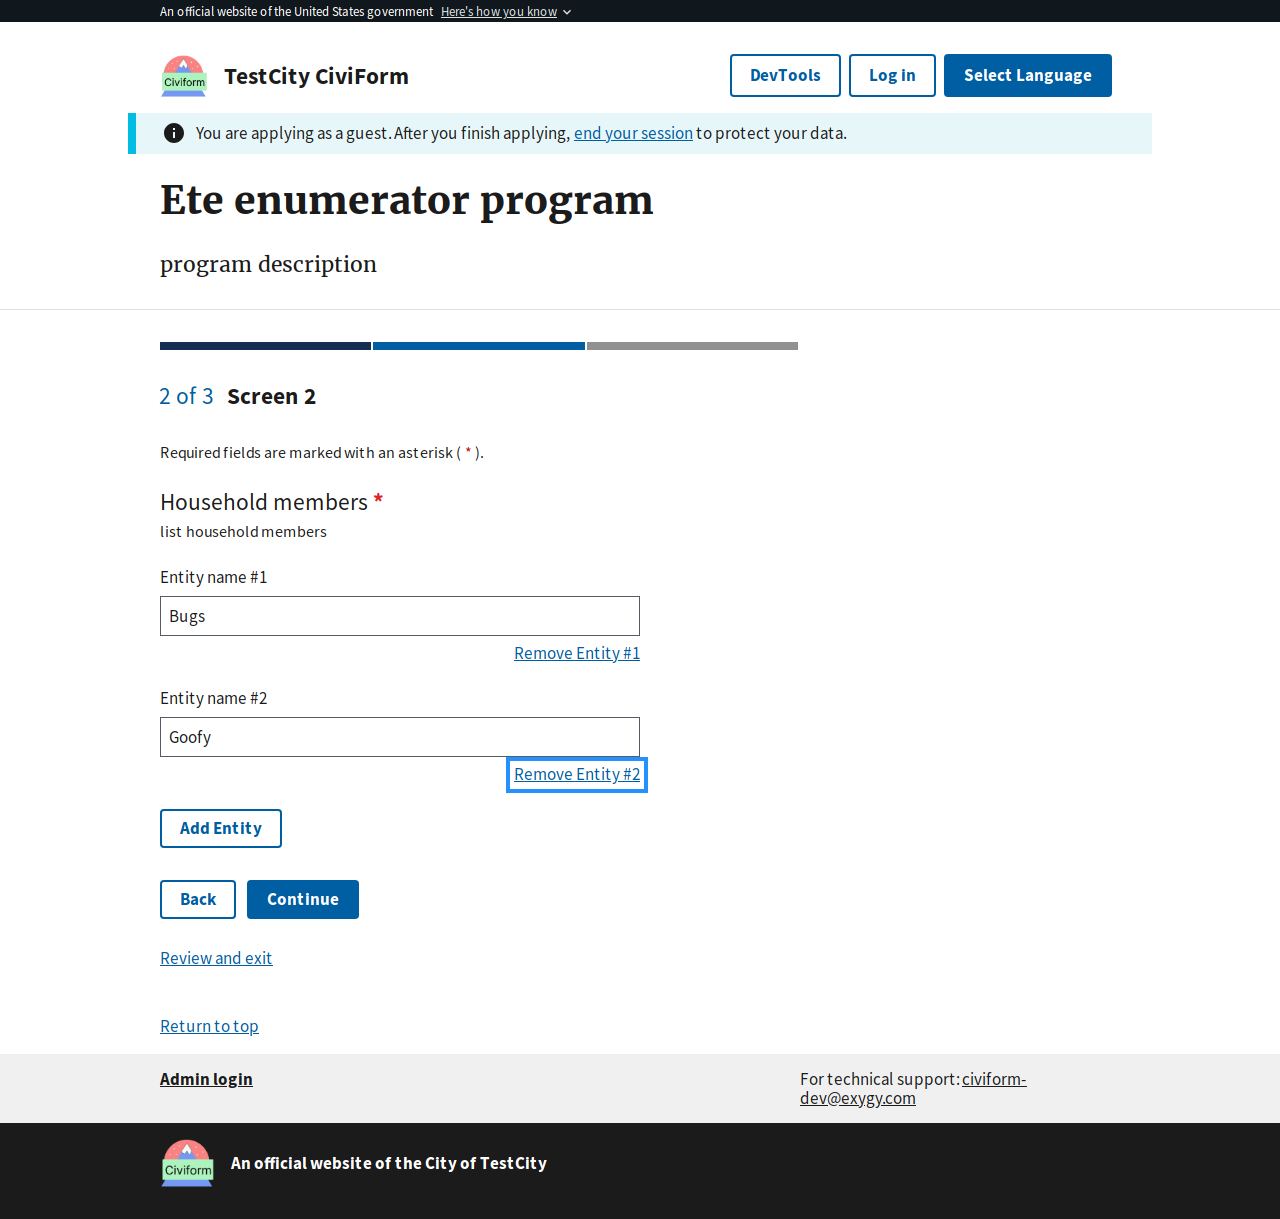 An official website of the United States government Here's how you know
Civiform
TestCity CiviForm
DevTools
Log in
Select Language
You are applying as a guest. After you finish applying, end your session to protect your data.
Ete enumerator program
program description
2 of 3 Screen 2
Required fields are marked with an asterisk ( * ).
Household members *
list household members
Entity name #1
Bugs
Remove Entity #1
Entity name #2
Goofy
Remove Entity #2
Add Entity
Back
Continue
Review and exit
Return to top
Admin login
For technical support: civiform-
dev@exygy.com
Civiform
An official website of the City of TestCity